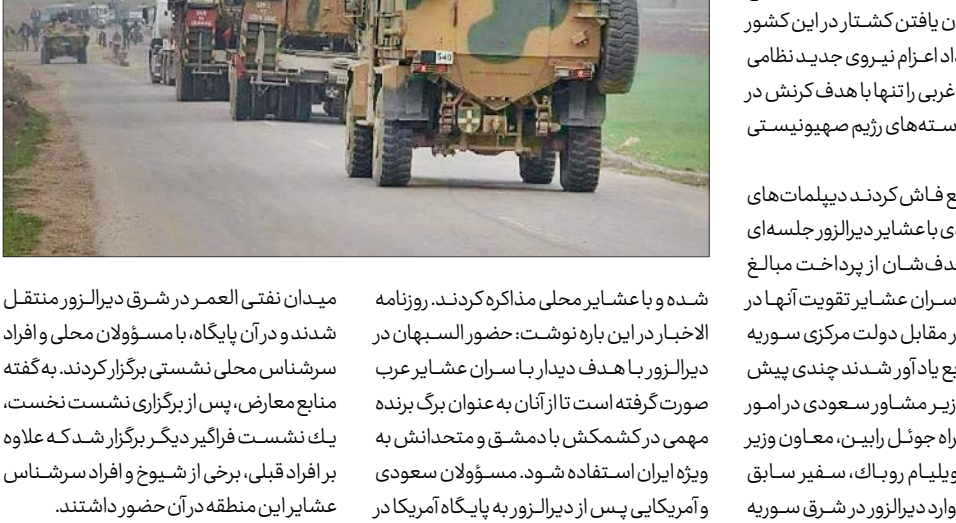 ن یافتن کشتار در این کشور
داد اعزام نیروی جدید نظامی
غربی را تنها با هدف کرنش در
سته‌های رژیم صهیونیستی
ع فاش کردند دیپلمات‌های
ی با عشایر دیرالزور جلسه‌ای
دف‌شان از پرداخت مبالغ
سران عشایر تقویت آنها در
ر مقابل دولت مرکزی سوریه
بع یادآور شدند چندی پیش
زیر مشاور سعودی در امور
راه جوئل رابین، معاون وزیر
ویلیام روباك، سفیر سابق
وارد دیرالزور در شرق سوریه
شده و با عشایر محلی مذاکره کردند. روزنامه
الاخبار در این باره نوشت: حضور السبهان در
دیرالزور با هدف دیدار با سران عشایر عرب
صورت گرفته است تا از آنان به عنوان برگ برنده
مهمی در کشمکش با دمشق و متحدانش به
ویژه ایران استفاده شود. مسؤولان سعودی
و آمریکایی پس از دیرالزور به پایگاه آمریکا در
میدان نفتی العمر در شرق دیرالزور منتقل
شدند و در آن پایگاه، با مسؤولان محلی و افراد
سرشناس محلی نشستی برگزار کردند. به گفته
منابع معارض، پس از برگزاری نشست نخست،
یك نشست فراگیر دیگر برگزار شد که علاوه
بر افراد قبلی، برخی از شیوخ و افراد سرشناس
عشایر این منطقه در آن حضور داشتند.